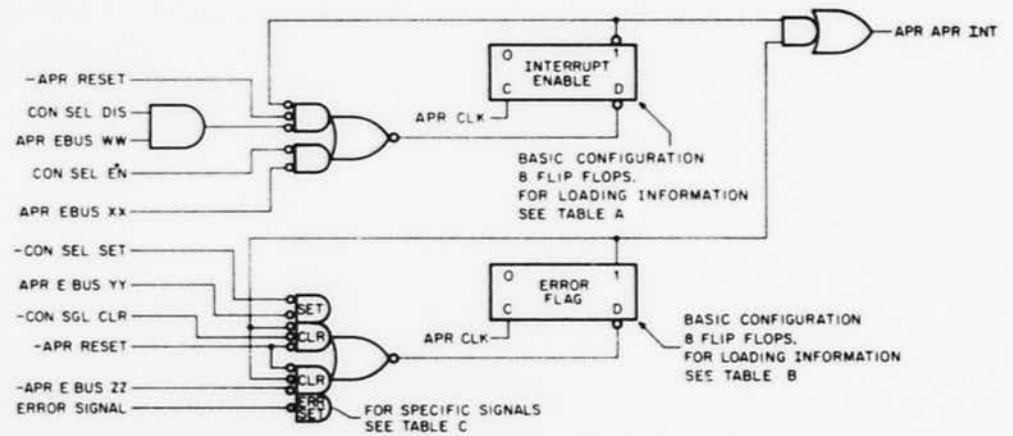 APR APR INT
O 1
INTERRUPT
ENABLE
C D
-APR RESET
CON SEL DIS
APR EBUS WW
CON SEL EN
APR EBUS XX
APR CLK
BASIC CONFIGURATION
8 FLIP FLOPS.
FOR LOADING INFORMATION
SEE TABLE A
-CON SEL SET
APR E BUS YY
-CON SGL CLR
-APR RESET
-APR E BUS ZZ
ERROR SIGNAL
SET
CLR
CLR
ERR
SET
O 1
ERROR
FLAG
C D
APR CLK
BASIC CONFIGURATION
8 FLIP FLOPS.
FOR LOADING INFORMATION
SEE TABLE B
FOR SPECIFIC SIGNALS
SEE TABLE C